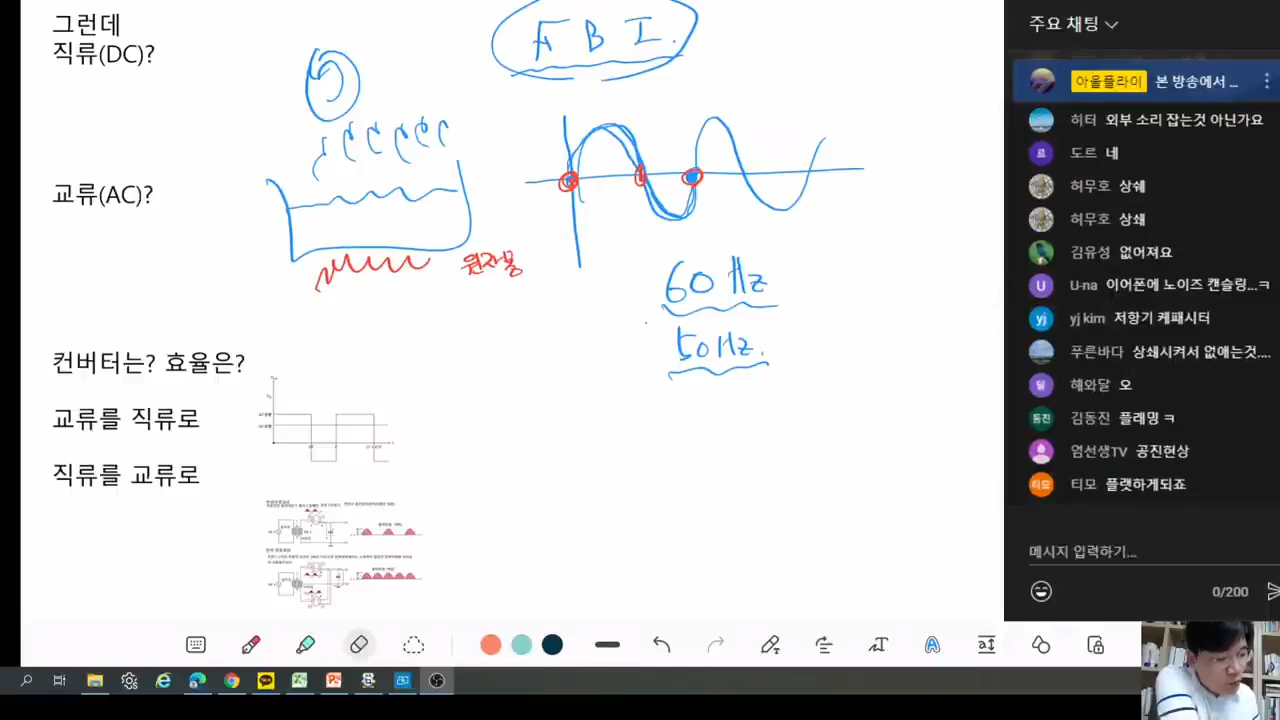 그런데
직류(DC)?
F B I.
교류(AC)?
원자봉
60 Hz
50Hz.
컨버터는? 효율은?
교류를 직류로
직류를 교류로
주요 채팅
아울플라이 본 방송에서 ...
히터 외부 소리 잡는것 아닌가요
도르 네
허무호 상쉐
허무호 상쇄
김유성 없어져요
U-na 이어폰에 노이즈 캔슬링...ㅋ
yj kim 저항기 케패시터
푸른바다 상쇄시켜서 없애는것....
해와달 오
김동진 플래밍 ㅋ
염선생TV 공진현상
티모 플랫하게되죠
메시지 입력하기...
0/200